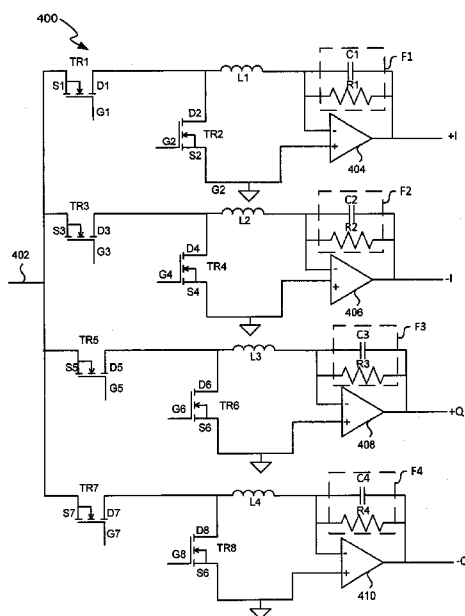 400
TR1
S1
D1
G1
L1
C1
F1
R1
D2
G2
TR2
S2
G2
404
+I
TR3
S3
D3
G3
L2
C2
F2
R2
D4
G4
TR4
S4
406
-I
402
TR5
S5
D5
G5
L3
C3
F3
R3
D6
G6
TR6
S6
408
+Q
TR7
S7
D7
G7
L4
C4
F4
R4
D8
G8
TR8
S6
410
-Q